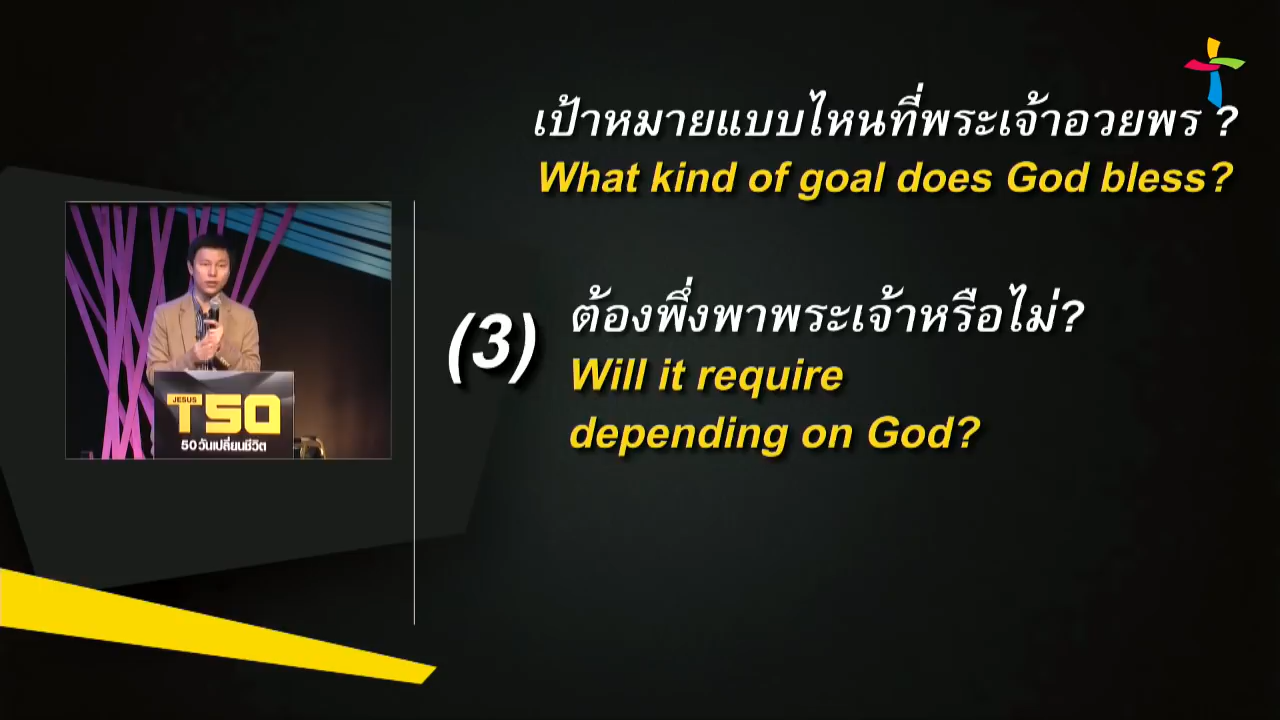 เป้าหมายแบบไหนที่พระเจ้าอวยพร ?
What kind of goal does God bless?
(3)
ต้องพึ่งพาพระเจ้าหรือไม่?
Will it require
depending on God?
JESUS
T50
50 วันเปลี่ยนชีวิต